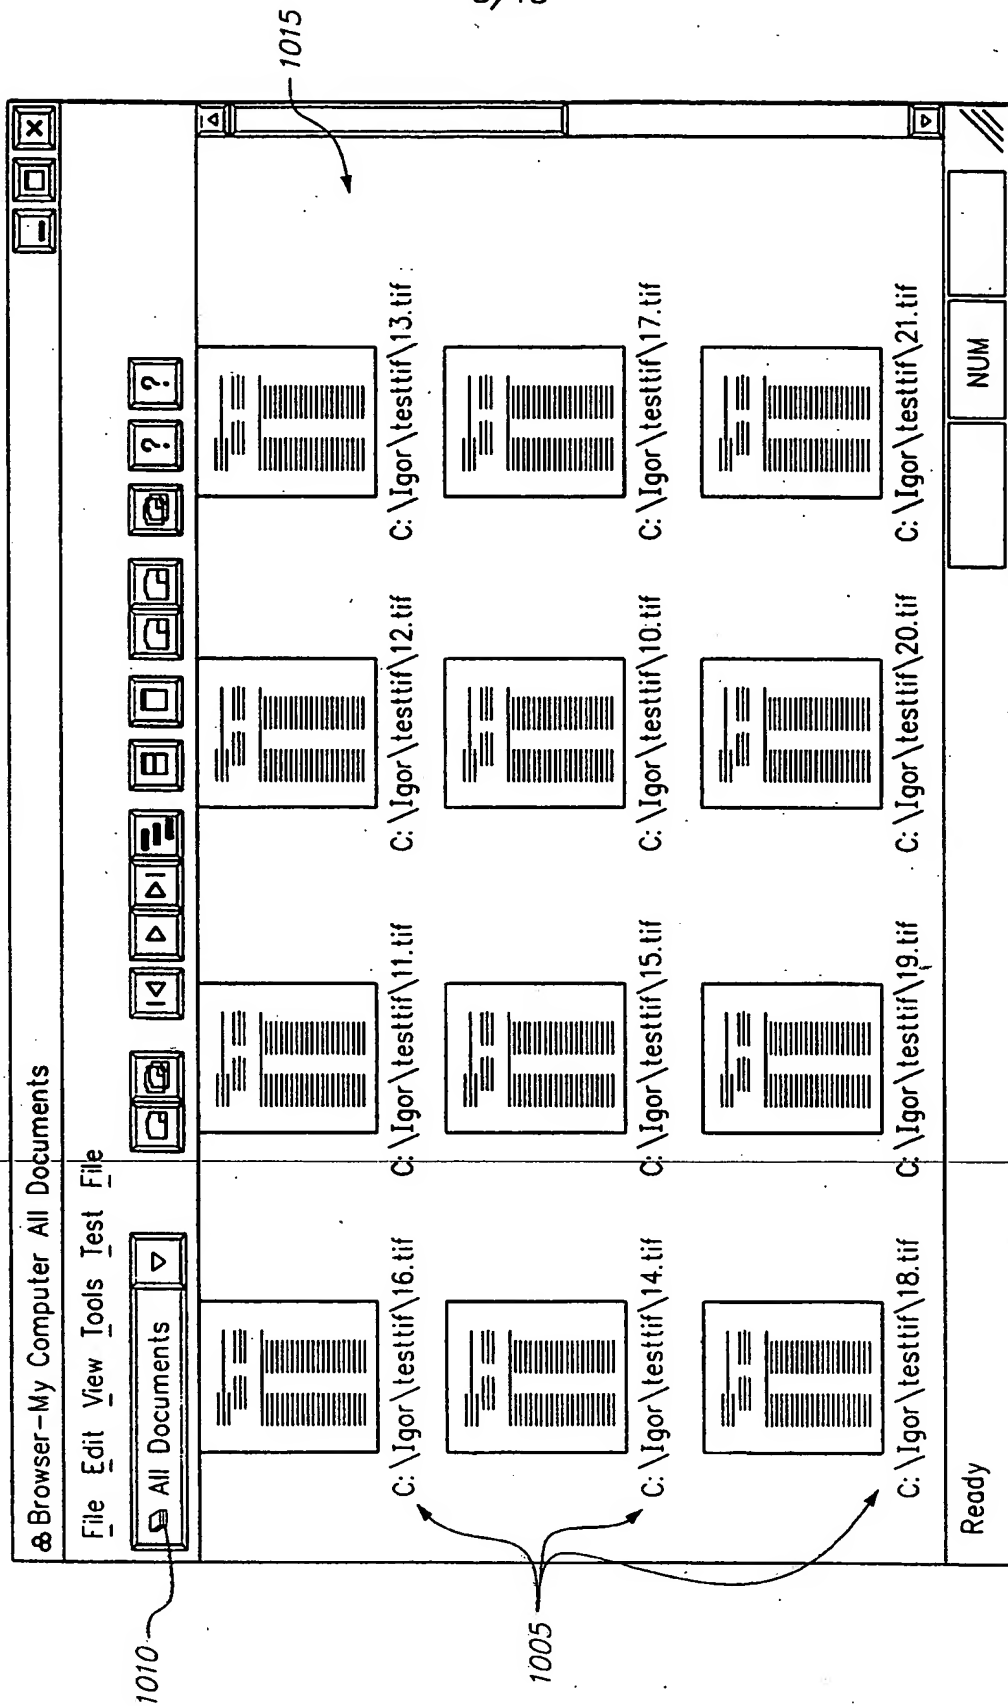 1015
&Browser-My Computer All Documents
File Edit View Tools Test File
1010
All Documents
? ?
C:\Igor\testtif\16.tif C:\Igor\testtif\11.tif C:\Igor\testtif\12.tif C:\Igor\testtif\13.tif
C:\Igor\testtif\14.tif C:\Igor\testtif\15.tif C:\Igor\testtif\10.tif C:\Igor\testtif\17.tif
1005
C:\Igor\testtif\18.tif C:\Igor\testtif\19.tif C:\Igor\testtif\20.tif C:\Igor\testtif\21.tif
Ready NUM